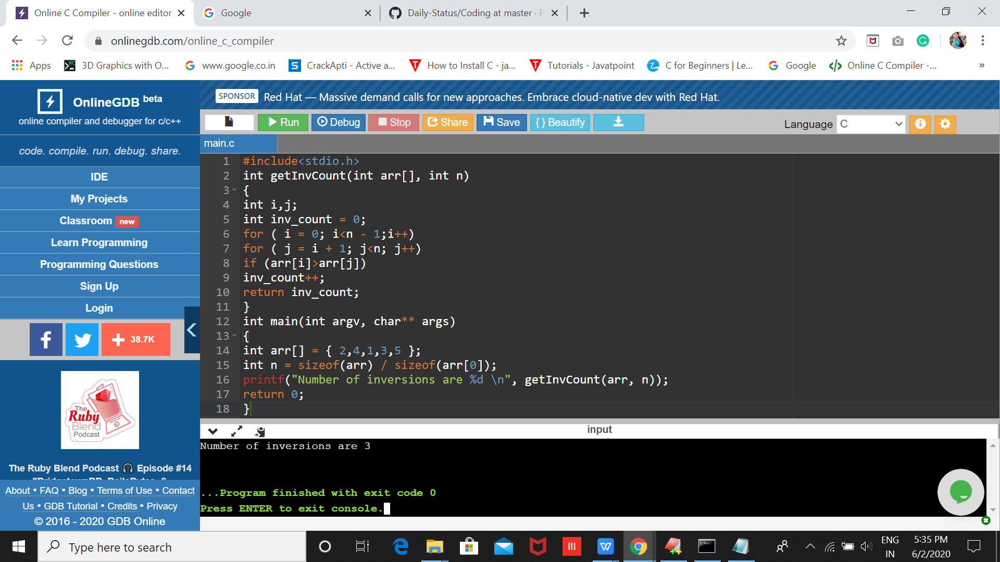 Online C Compiler - online editor
Google
Daily-Status/Coding at master ·
onlinegdb.com/online_c_compiler
Apps
3D Graphics with O...
www.google.co.in
CrackApti - Active a...
How to Install C - ja...
Tutorials - Javatpoint
C for Beginners | Le...
Google
Online C Compiler -...
»
OnlineGDB beta
online compiler and debugger for c/c++
code. compile. run. debug. share.
IDE
My Projects
Classroom new
Learn Programming
Programming Questions
Sign Up
Login
38.7K
The
Ruby
Blend
Podcast
The Ruby Blend Podcast 🎧 Episode #14
About • FAQ • Blog • Terms of Use • Contact
Us • GDB Tutorial • Credits • Privacy
© 2016 - 2020 GDB Online
SPONSOR Red Hat — Massive demand calls for new approaches. Embrace cloud-native dev with Red Hat.
Run Debug Stop Share Save { } Beautify
Language C
main.c
1 #include<stdio.h>
2 int getInvCount(int arr[], int n)
3 {
4 int i,j;
5 int inv_count = 0;
6 for ( i = 0; i<n - 1;i++)
7 for ( j = i + 1; j<n; j++)
8 if (arr[i]>arr[j])
9 inv_count++;
10 return inv_count;
11 }
12 int main(int argv, char** args)
13 {
14 int arr[] = { 2,4,1,3,5 };
15 int n = sizeof(arr) / sizeof(arr[0]);
16 printf("Number of inversions are %d \n", getInvCount(arr, n));
17 return 0;
18 }
input
Number of inversions are 3
...Program finished with exit code 0
Press ENTER to exit console.
Type here to search
ENG
IN
5:35 PM
6/2/2020